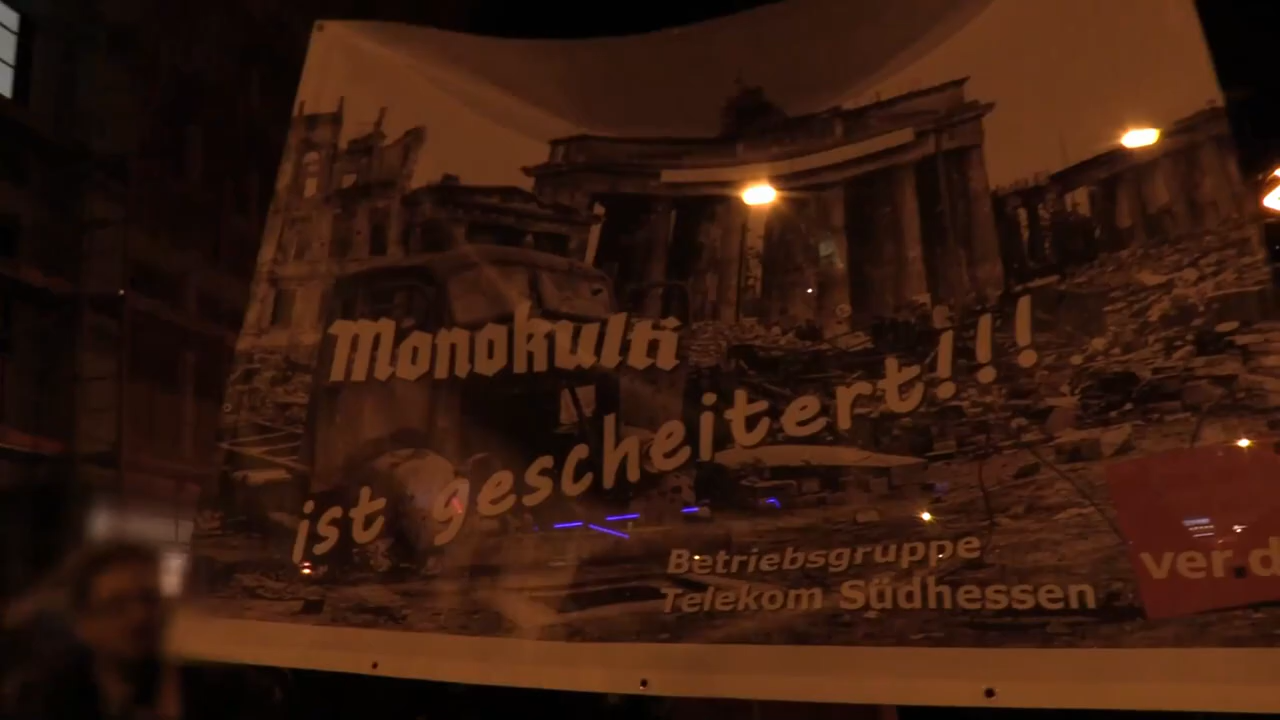 Monokulti
ist gescheitert!!!
Betriebsgruppe
Telekom Südhessen
ver.d